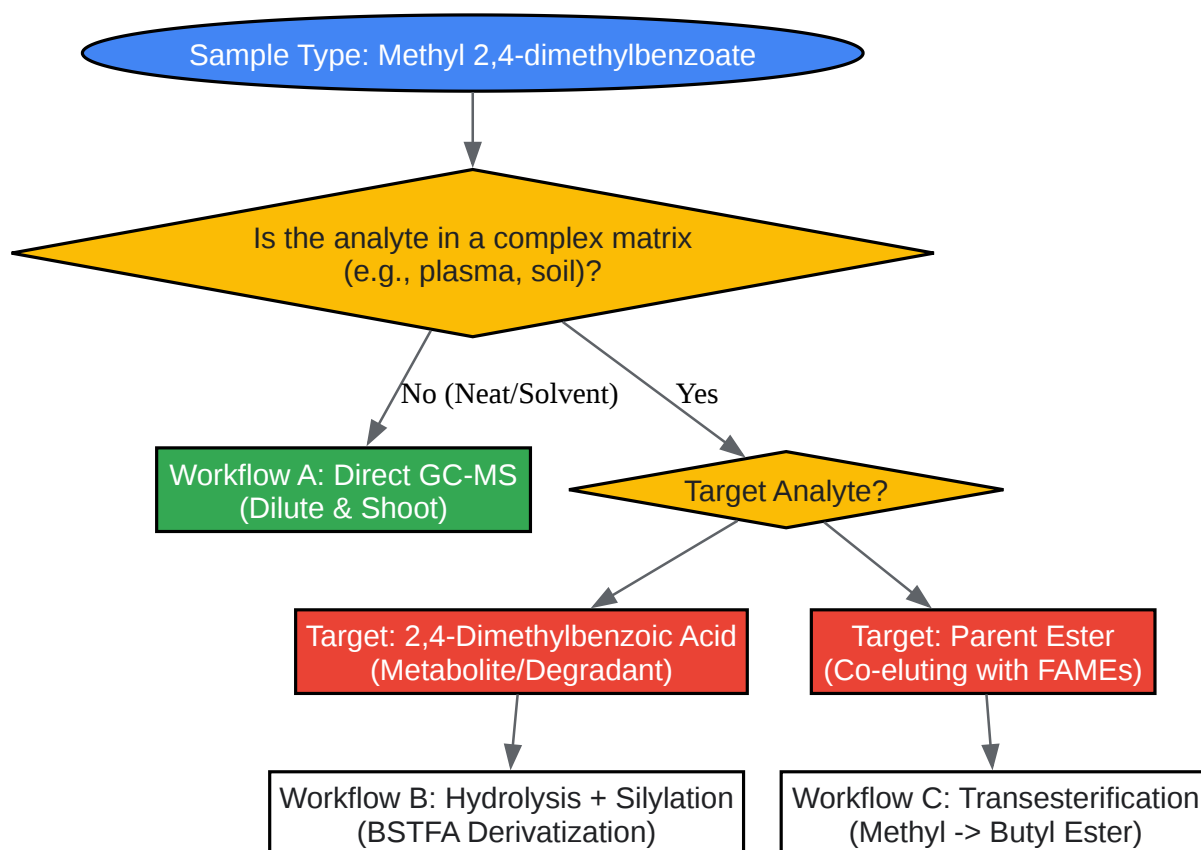 Sample Type: Methyl 2,4-dimethylbenzoate
Is the analyte in a complex matrix
(e.g., plasma, soil)?
No (Neat/Solvent)
Yes
Workflow A: Direct GC-MS
(Dilute & Shoot)
Target Analyte?
Target: 2,4-Dimethylbenzoic Acid
(Metabolite/Degradant)
Target: Parent Ester
(Co-eluting with FAMEs)
Workflow B: Hydrolysis + Silylation
(BSTFA Derivatization)
Workflow C: Transesterification
(Methyl -> Butyl Ester)